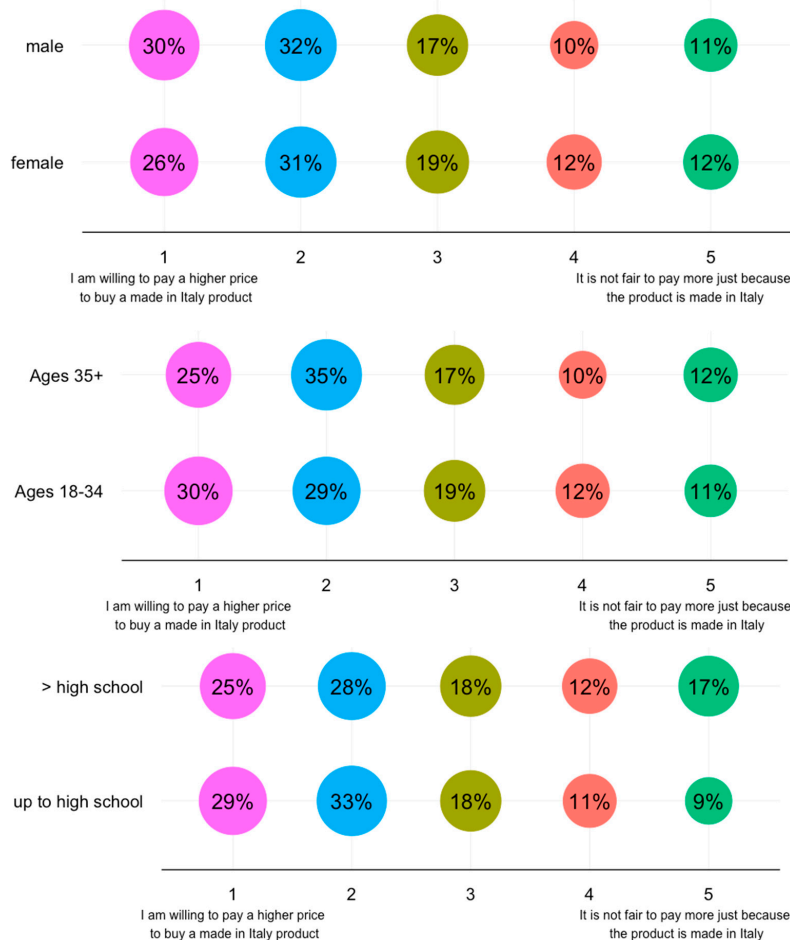 male 30% 32% 17% 10% 11%
female 26% 31% 19% 12% 12%
1 2 3 4 5
I am willing to pay a higher price It is not fair to pay more just because
to buy a made in Italy product the product is made in Italy
Ages 35+ 25% 35% 17% 10% 12%
Ages 18-34 30% 29% 19% 12% 11%
1 2 3 4 5
I am willing to pay a higher price It is not fair to pay more just because
to buy a made in Italy product the product is made in Italy
> high school 25% 28% 18% 12% 17%
up to high school 29% 33% 18% 11% 9%
1 2 3 4 5
I am willing to pay a higher price It is not fair to pay more just because
to buy a made in Italy product the product is made in Italy